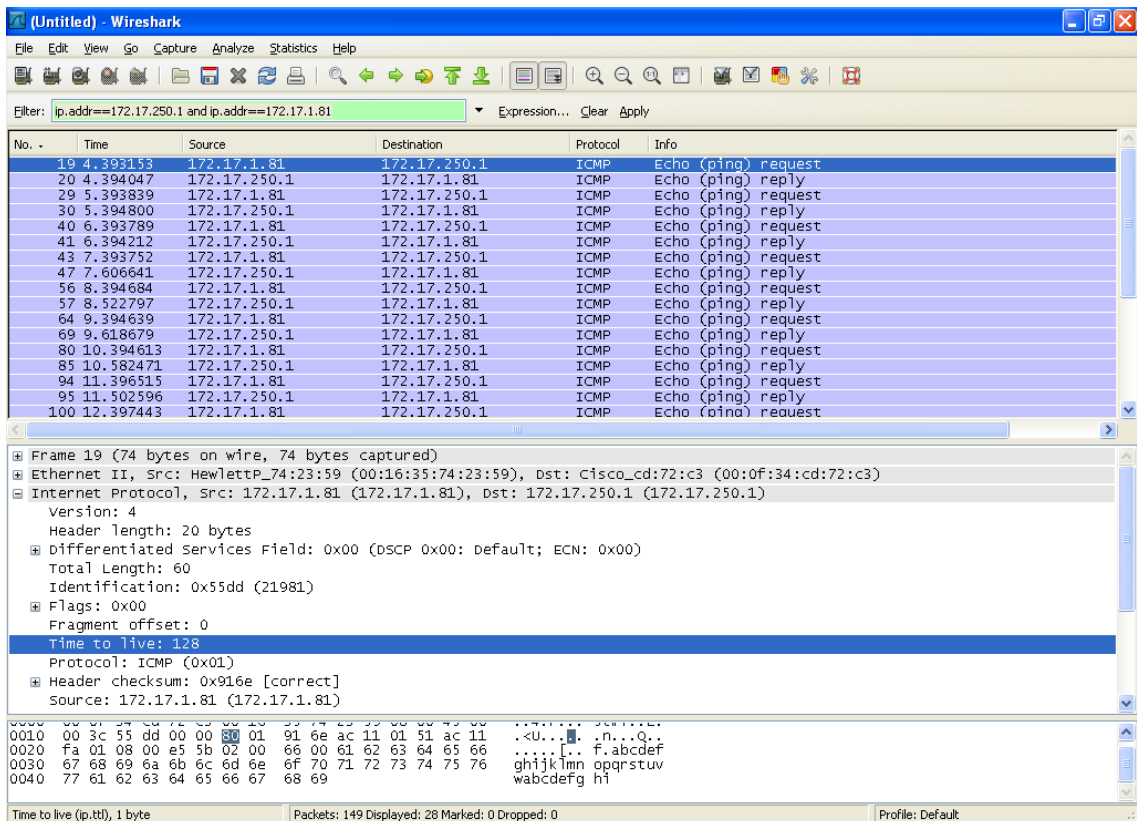 (Untitled) - Wireshark
File Edit View Go Capture Analyze Statistics Help
Filter: ip.addr==172.17.250.1 and ip.addr==172.17.1.81 Expression... Clear Apply
No. Time Source Destination Protocol Info
19 4.393153 172.17.1.81 172.17.250.1 ICMP Echo (ping) request
20 4.394047 172.17.250.1 172.17.1.81 ICMP Echo (ping) reply
29 5.393839 172.17.1.81 172.17.250.1 ICMP Echo (ping) request
30 5.394800 172.17.250.1 172.17.1.81 ICMP Echo (ping) reply
40 6.393789 172.17.1.81 172.17.250.1 ICMP Echo (ping) request
41 6.394212 172.17.250.1 172.17.1.81 ICMP Echo (ping) reply
43 7.393752 172.17.1.81 172.17.250.1 ICMP Echo (ping) request
47 7.606641 172.17.250.1 172.17.1.81 ICMP Echo (ping) reply
56 8.394684 172.17.1.81 172.17.250.1 ICMP Echo (ping) request
57 8.522797 172.17.250.1 172.17.1.81 ICMP Echo (ping) reply
64 9.394639 172.17.1.81 172.17.250.1 ICMP Echo (ping) request
69 9.618679 172.17.250.1 172.17.1.81 ICMP Echo (ping) reply
80 10.394613 172.17.1.81 172.17.250.1 ICMP Echo (ping) request
85 10.582471 172.17.250.1 172.17.1.81 ICMP Echo (ping) reply
94 11.396515 172.17.1.81 172.17.250.1 ICMP Echo (ping) request
95 11.502596 172.17.250.1 172.17.1.81 ICMP Echo (ping) reply
100 12.397443 172.17.1.81 172.17.250.1 ICMP Echo (ping) request
Frame 19 (74 bytes on wire, 74 bytes captured)
Ethernet II, Src: HewlettP_74:23:59 (00:16:35:74:23:59), Dst: Cisco_cd:72:c3 (00:0f:34:cd:72:c3)
Internet Protocol, Src: 172.17.1.81 (172.17.1.81), Dst: 172.17.250.1 (172.17.250.1)
Version: 4
Header length: 20 bytes
Differentiated Services Field: 0x00 (DSCP 0x00: Default; ECN: 0x00)
Total Length: 60
Identification: 0x55dd (21981)
Flags: 0x00
Fragment offset: 0
Time to live: 128
Protocol: ICMP (0x01)
Header checksum: 0x916e [correct]
Source: 172.17.1.81 (172.17.1.81)
0010 00 3c 55 dd 00 00 80 01 91 6e ac 11 01 51 ac 11 .<U..... .n...Q..
0020 fa 01 08 00 e5 5b 02 00 66 00 61 62 63 64 65 66 .....[.. f.abcdef
0030 67 68 69 6a 6b 6c 6d 6e 6f 70 71 72 73 74 75 76 ghijklmn opqrstuv
0040 77 61 62 63 64 65 66 67 68 69 wabcdefg hi
Time to live (ip.ttl), 1 byte Packets: 149 Displayed: 28 Marked: 0 Dropped: 0 Profile: Default